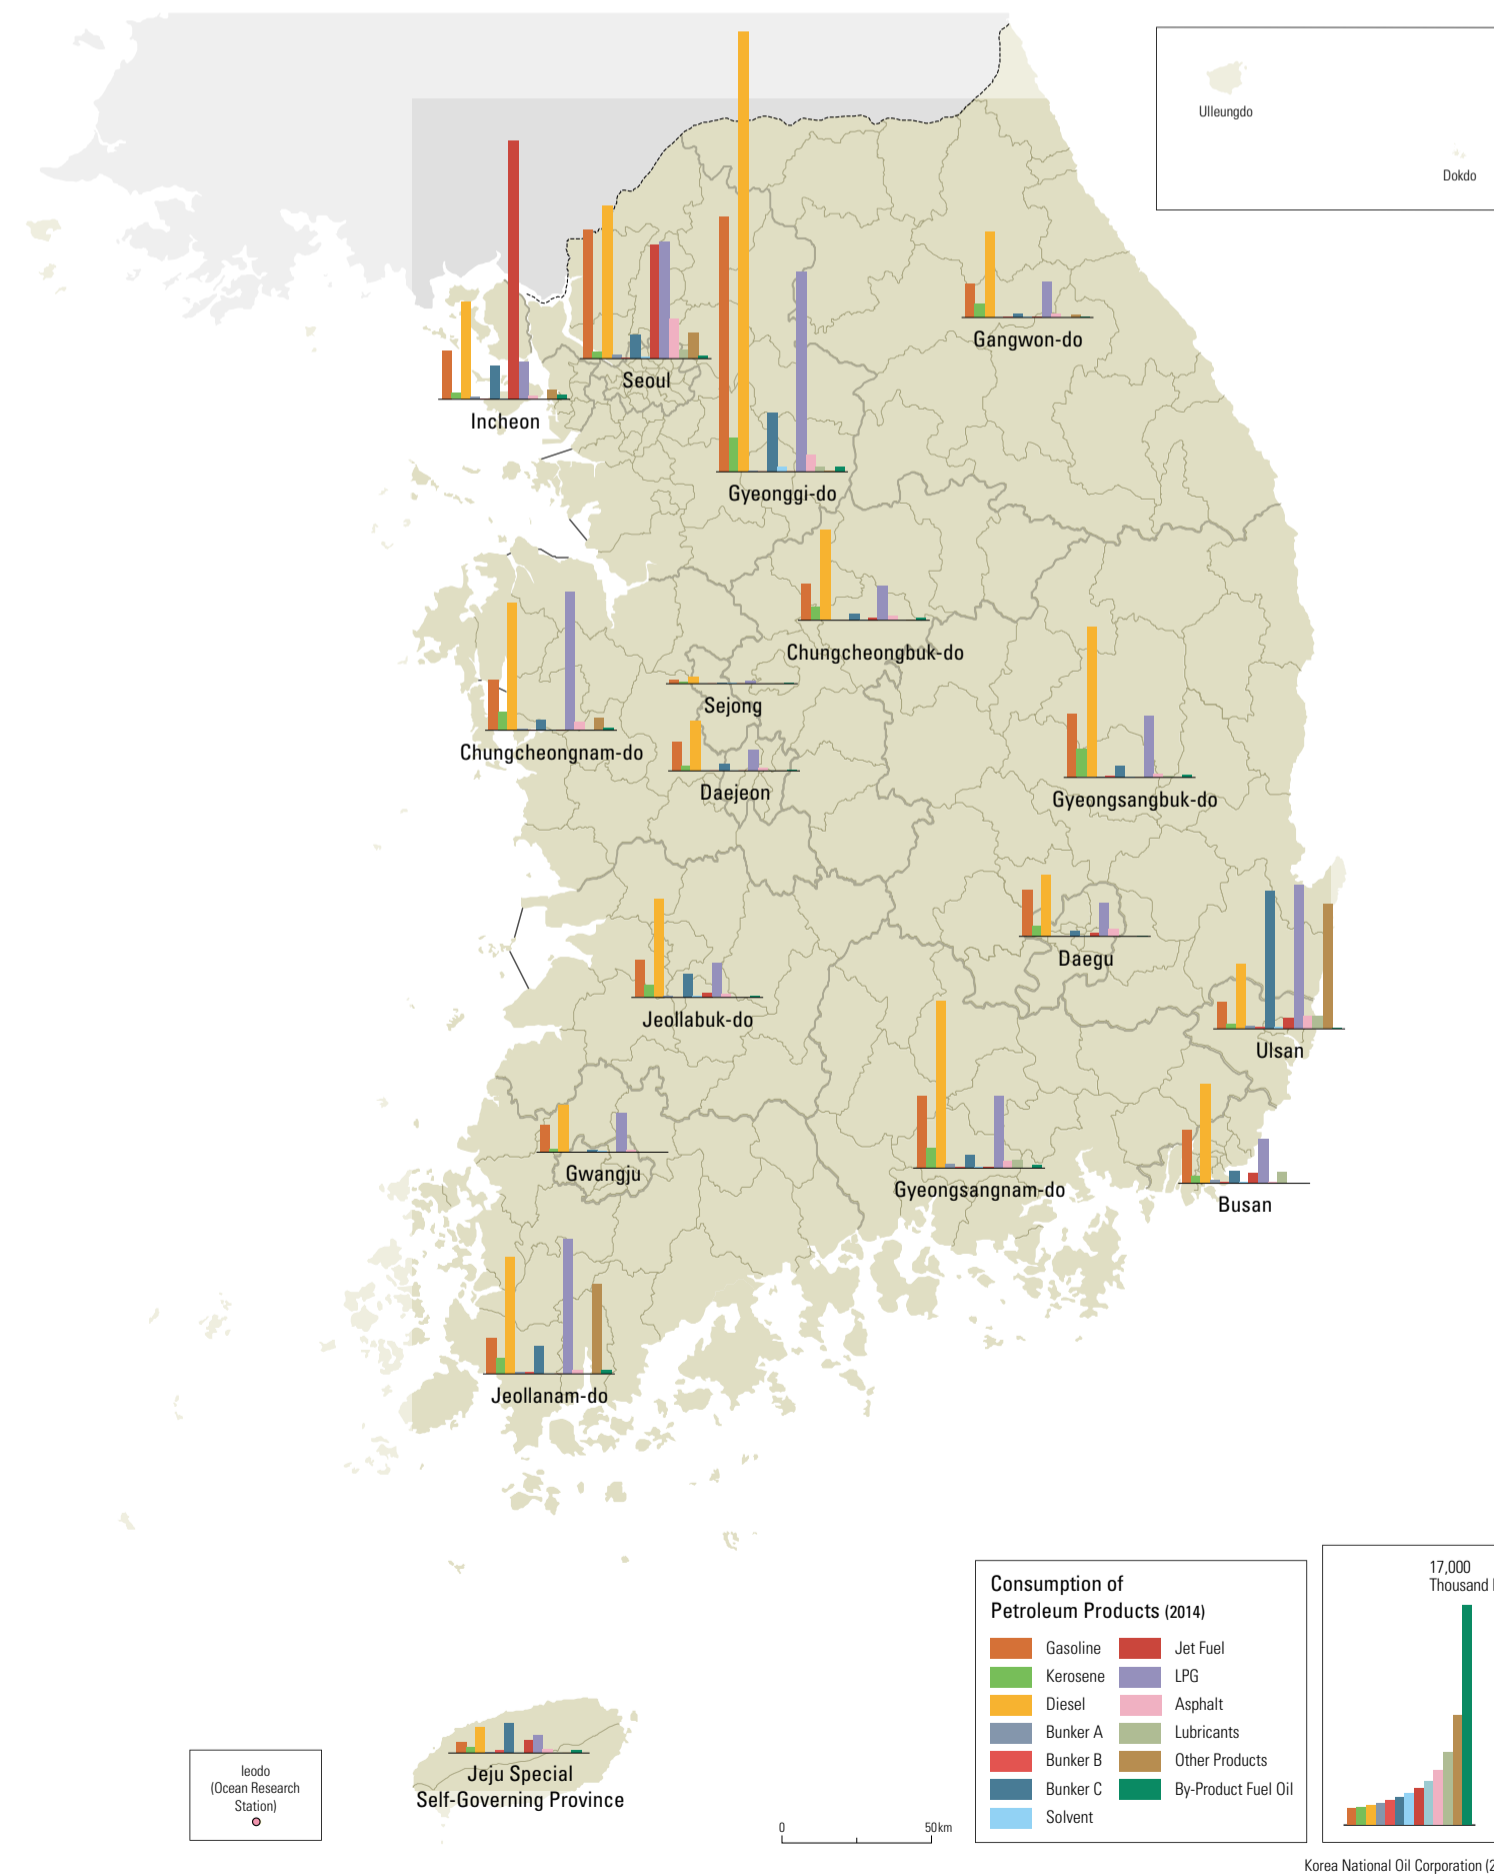 Ulleungdo
Dokdo
Gangwon-do
Seoul
Incheon
Gyeonggi-do
Chungcheongbuk-do
Sejong
Chungcheongnam-do
Daejeon
Gyeongsangbuk-do
Daegu
Jeollabuk-do
Ulsan
Gwangju
Gyeongsangnam-do
Busan
Jeollanam-do
Jeju Special
Self-Governing Province
Ieodo
(Ocean Research
Station)
0 50km
Consumption of
Petroleum Products (2014)
Gasoline
Kerosene
Diesel
Bunker A
Bunker B
Bunker C
Solvent
Jet Fuel
LPG
Asphalt
Lubricants
Other Products
By-Product Fuel Oil
17,000
Thousand
Korea National Oil Corporation (2